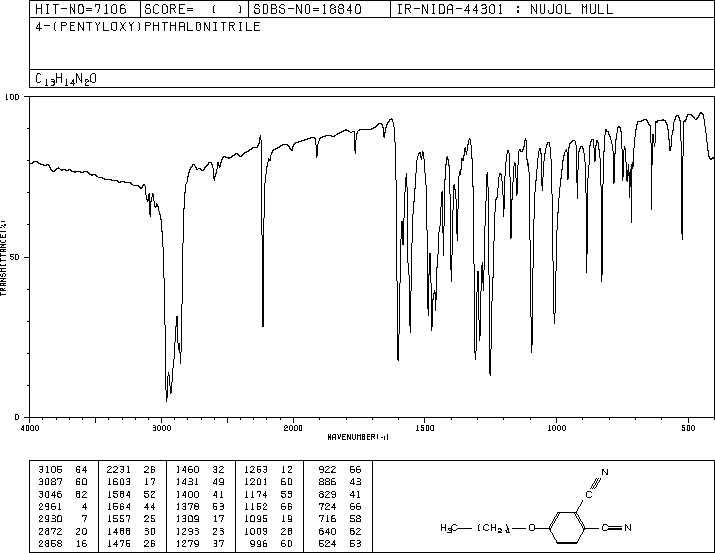 HIT-NO=7106 SCORE= ( ) SDBS-NO=18840 IR-NIDA-44301 : NUJOL MULL
4-(PENTYLOXY)PHTHALONITRILE
C13H14N2O
100
50
0
TRANSMITTANCE(%)
4000 3000 2000 1500 1000 500
WAVENUMBER(-1)
3105 64 2231 26 1460 32 1253 12 922 66
3087 60 1603 17 1431 49 1201 60 886 43
3046 62 1584 52 1400 41 1174 53 829 41
2961 4 1564 44 1378 53 1152 66 724 66
2930 7 1557 25 1309 17 1095 19 716 58
2872 20 1488 30 1293 23 1009 28 640 62
2858 16 1476 26 1279 37 996 60 524 53
N
C
H3C (CH2)4 O C N